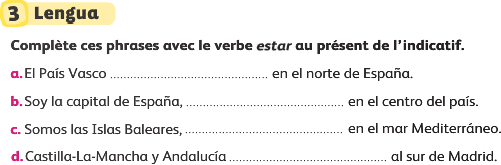 3 Lengua
Complète ces phrases avec le verbe estar au présent de l'indicatif.
a. El País Vasco ............................................. en el norte de España.
b. Soy la capital de España, ............................................. en el centro del país.
c. Somos las Islas Baleares, ............................................. en el mar Mediterráneo.
d. Castilla-La-Mancha y Andalucía ............................................. al sur de Madrid.